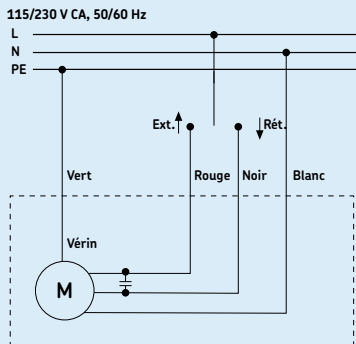 115/230 V CA, 50/60 Hz
L
N
PE
Ext.
Rét.
Vert
Rouge
Noir
Blanc
Vérin
M